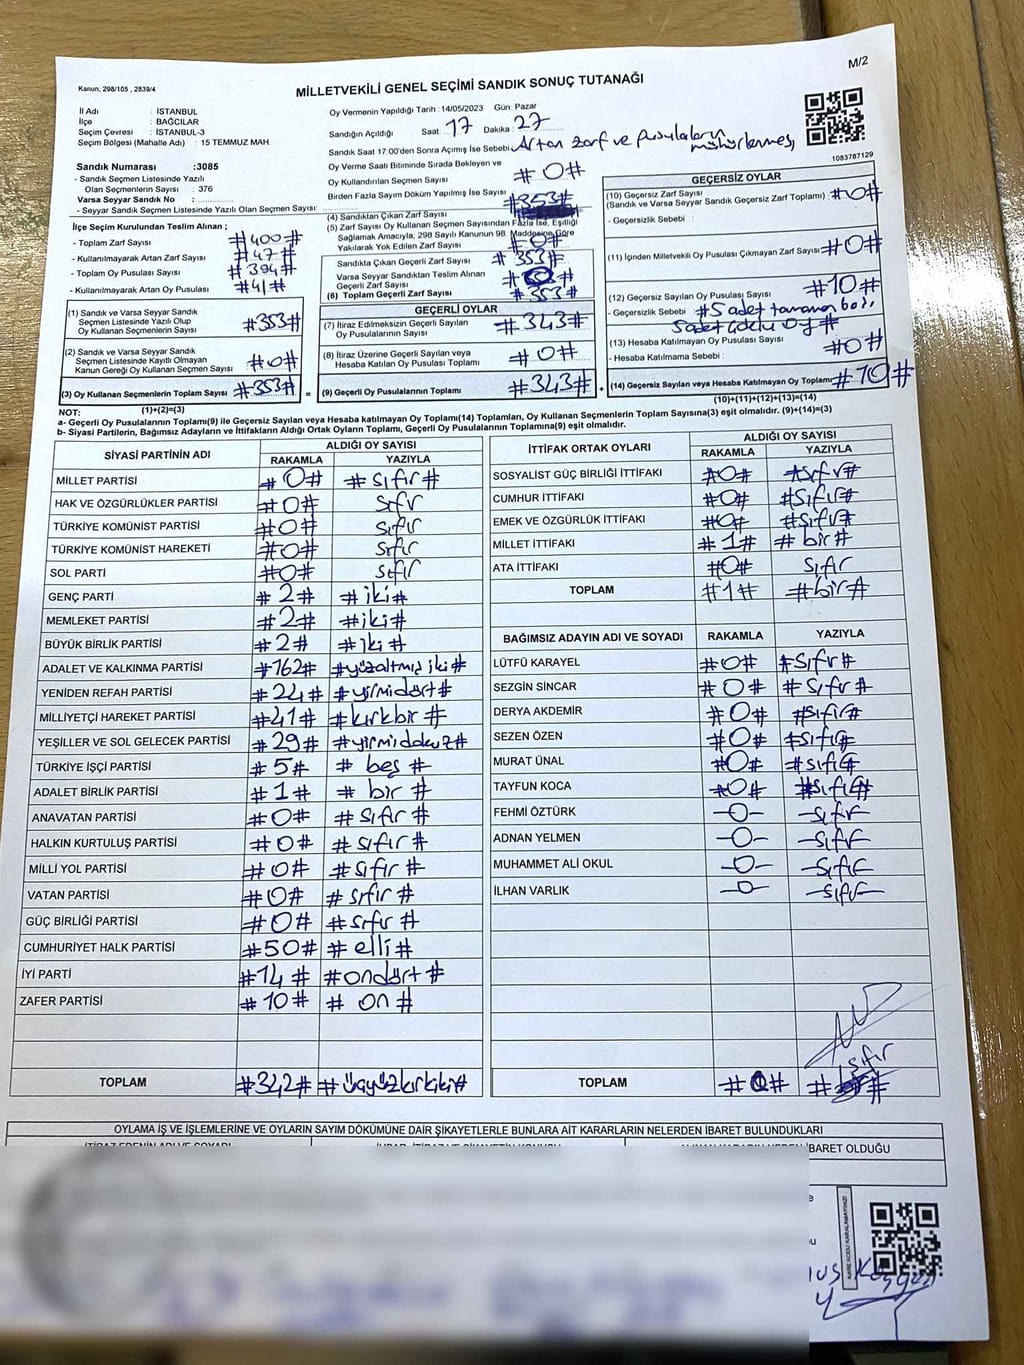 M/2
Kanun, 298/105 , 2839/4
MİLLETVEKİLİ GENEL SEÇİMİ SANDIK SONUÇ TUTANAĞI
İl Adı : İSTANBUL
İlçe : BAĞCILAR
Seçim Çevresi : İSTANBUL-3
Seçim Bölgesi (Mahalle Adı) : 15 TEMMUZ MAH.
Sandık Numarası :3085
- Sandık Seçmen Listesinde Yazılı
Olan Seçmenlerin Sayısı : 376
Varsa Seyyar Sandık No :
- Seyyar Sandık Seçmen Listesinde Yazılı Olan Seçmen Sayısı:
Oy Vermenin Yapıldığı Tarih :14/05/2023 Gün: Pazar
Sandığın Açıldığı Saat: 17 Dakika : 27
Sandık Saat 17:00'den Sonra Açımış İse Sebebi: Artan zarf ve pusulaların
mühürlenmesi
Oy Verme Saati Bitiminde Sırada Bekleyen ve
Oy Kullandırılan Seçmen Sayısı #0#
Birden Fazla Sayım Döküm Yapılmış İse Sayısı
1083787129
İlçe Seçim Kurulundan Teslim Alınan ;
- Toplam Zarf Sayısı #400#
- Kullanılmayarak Artan Zarf Sayısı #47#
- Toplam Oy Pusulası Sayısı #394#
- Kullanılmayarak Artan Oy Pusulası #41#
(4) Sandıktan Çıkan Zarf Sayısı #353#
(5) Zarf Sayısı Oy Kullanan Seçmen Sayısından Fazla İse, Eşitliği
Sağlamak Amacıyla; 298 Sayılı Kanunun 98. Maddesine Göre
Yakılarak Yok Edilen Zarf Sayısı #0#
Sandıkta Çıkan Geçerli Zarf Sayısı #353#
Varsa Seyyar Sandıktan Teslim Alınan
Geçerli Zarf Sayısı
(6) Toplam Geçerli Zarf Sayısı #353#
GEÇERSİZ OYLAR
(10) Geçersiz Zarf Sayısı
(Sandık ve Varsa Seyyar Sandık Geçersiz Zarf Toplamı) #0#
- Geçersizlik Sebebi :
(11) İçinden Milletvekili Oy Pusulası Çıkmayan Zarf Sayısı #0#
(12) Geçersiz Sayılan Oy Pusulası Sayısı #10#
- Geçersizlik Sebebi #5 adet tamamen boş,
5 adet üçlü oy #
(13) Hesaba Katılmayan Oy Pusulası Sayısı #0#
- Hesaba Katılmama Sebebi :
(14) Geçersiz Sayılan veya Hesaba Katılmayan Oy Toplamı #10#
(10)+(11)+(12)+(13)=(14)
(1) Sandık ve Varsa Seyyar Sandık
Seçmen Listesinde Yazılı Olup
Oy Kullanan Seçmenlerin Sayısı #353#
(2) Sandık ve Varsa Seyyar Sandık
Seçmen Listesinde Kayıtlı Olmayan
Kanun Gereği Oy Kullanan Seçmen Sayısı #0#
(3) Oy Kullanan Seçmenlerin Toplam Sayısı #353# =
(1)+(2)=(3)
GEÇERLİ OYLAR
(7) İtiraz Edilmeksizin Geçerli Sayılan
Oy Pusulalarının Sayısı #343#
(8) İtiraz Üzerine Geçerli Sayılan veya
Hesaba Katılan Oy Pusulası Toplamı #0#
(9) Geçerli Oy Pusulalarının Toplamı #343# +
NOT:
a- Geçerli Oy Pusulalarının Toplamı(9) ile Geçersiz Sayılan veya Hesaba katılmayan Oy Toplamı(14) Toplamları, Oy Kullanan Seçmenlerin Toplam Sayısına(3) eşit olmalıdır. (9)+(14)=(3)
b- Siyasi Partilerin, Bağımsız Adayların ve İttifakların Aldığı Ortak Oyların Toplamı, Geçerli Oy Pusulalarının Toplamına(9) eşit olmalıdır.
SİYASİ PARTİNİN ADI ALDIĞI OY SAYISI
RAKAMLA YAZIYLA
MİLLET PARTİSİ #0# #sıfır#
HAK VE ÖZGÜRLÜKLER PARTİSİ #0# sıfır
TÜRKİYE KOMÜNİST PARTİSİ #0# sıfır
TÜRKİYE KOMÜNİST HAREKETİ #0# sıfır
SOL PARTİ #0# sıfır
GENÇ PARTİ #2# #iki#
MEMLEKET PARTİSİ #2# #iki#
BÜYÜK BİRLİK PARTİSİ #2# #iki#
ADALET VE KALKINMA PARTİSİ #162# #yüzaltmış iki#
YENİDEN REFAH PARTİSİ #24# #yirmidört#
MİLLİYETÇİ HAREKET PARTİSİ #41# #kırkbir#
YEŞİLLER VE SOL GELECEK PARTİSİ #29# #yirmidokuz#
TÜRKİYE İŞÇİ PARTİSİ #5# #beş#
ADALET BİRLİK PARTİSİ #1# #bir#
ANAVATAN PARTİSİ #0# #sıfır#
HALKIN KURTULUŞ PARTİSİ #0# #sıfır#
MİLLİ YOL PARTİSİ #0# #sıfır#
VATAN PARTİSİ #0# #sıfır#
GÜÇ BİRLİĞİ PARTİSİ #0# #sıfır#
CUMHURİYET HALK PARTİSİ #50# #elli#
İYİ PARTİ #14# #ondört#
ZAFER PARTİSİ #10# #on#
TOPLAM #342# #üçyüzkırkiki#
İTTİFAK ORTAK OYLARI ALDIĞI OY SAYISI
RAKAMLA YAZIYLA
SOSYALİST GÜÇ BİRLİĞİ İTTİFAKI #0# #sıfır#
CUMHUR İTTİFAKI #0# #sıfır#
EMEK VE ÖZGÜRLÜK İTTİFAKI #0# #sıfır#
MİLLET İTTİFAKI #1# #bir#
ATA İTTİFAKI #0# sıfır
TOPLAM #1# #bir#
BAĞIMSIZ ADAYIN ADI VE SOYADI RAKAMLA YAZIYLA
LÜTFÜ KARAYEL #0# #sıfır#
SEZGİN SİNCAR #0# #sıfır#
DERYA AKDEMİR #0# #sıfır#
SEZEN ÖZEN #0# #sıfır#
MURAT ÜNAL #0# #sıfır#
TAYFUN KOCA #0# #sıfır#
FEHMİ ÖZTÜRK -0- -sıfır
ADNAN YELMEN -0- -sıfır
MUHAMMET ALİ OKUL -0- -sıfır
İLHAN VARLIK -0- -sıfır
sıfır
TOPLAM #0#
OYLAMA İŞ VE İŞLEMLERİNE VE OYLARIN SAYIM DÖKÜMÜNE DAİR ŞİKAYETLERLE BUNLARA AİT KARARLARIN NELERDEN İBARET BULUNDUKLARI
İBARET OLDUĞU
KARE KODU KARALAMAYINIZ!